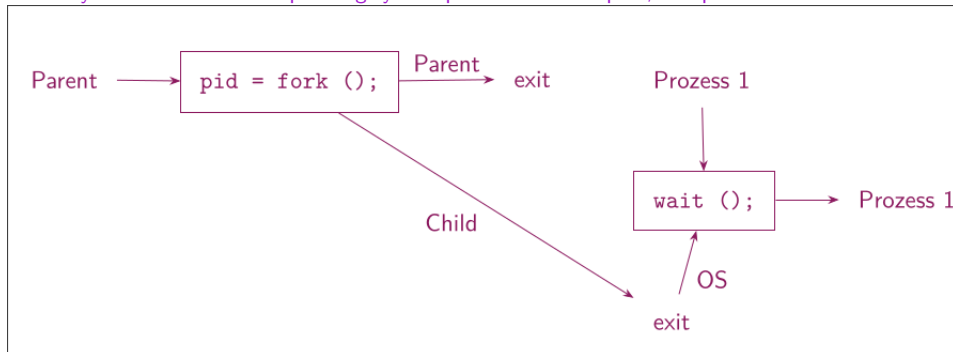 Parent
pid = fork ();
Parent
exit
Prozess 1
wait ();
Prozess 1
Child
OS
exit